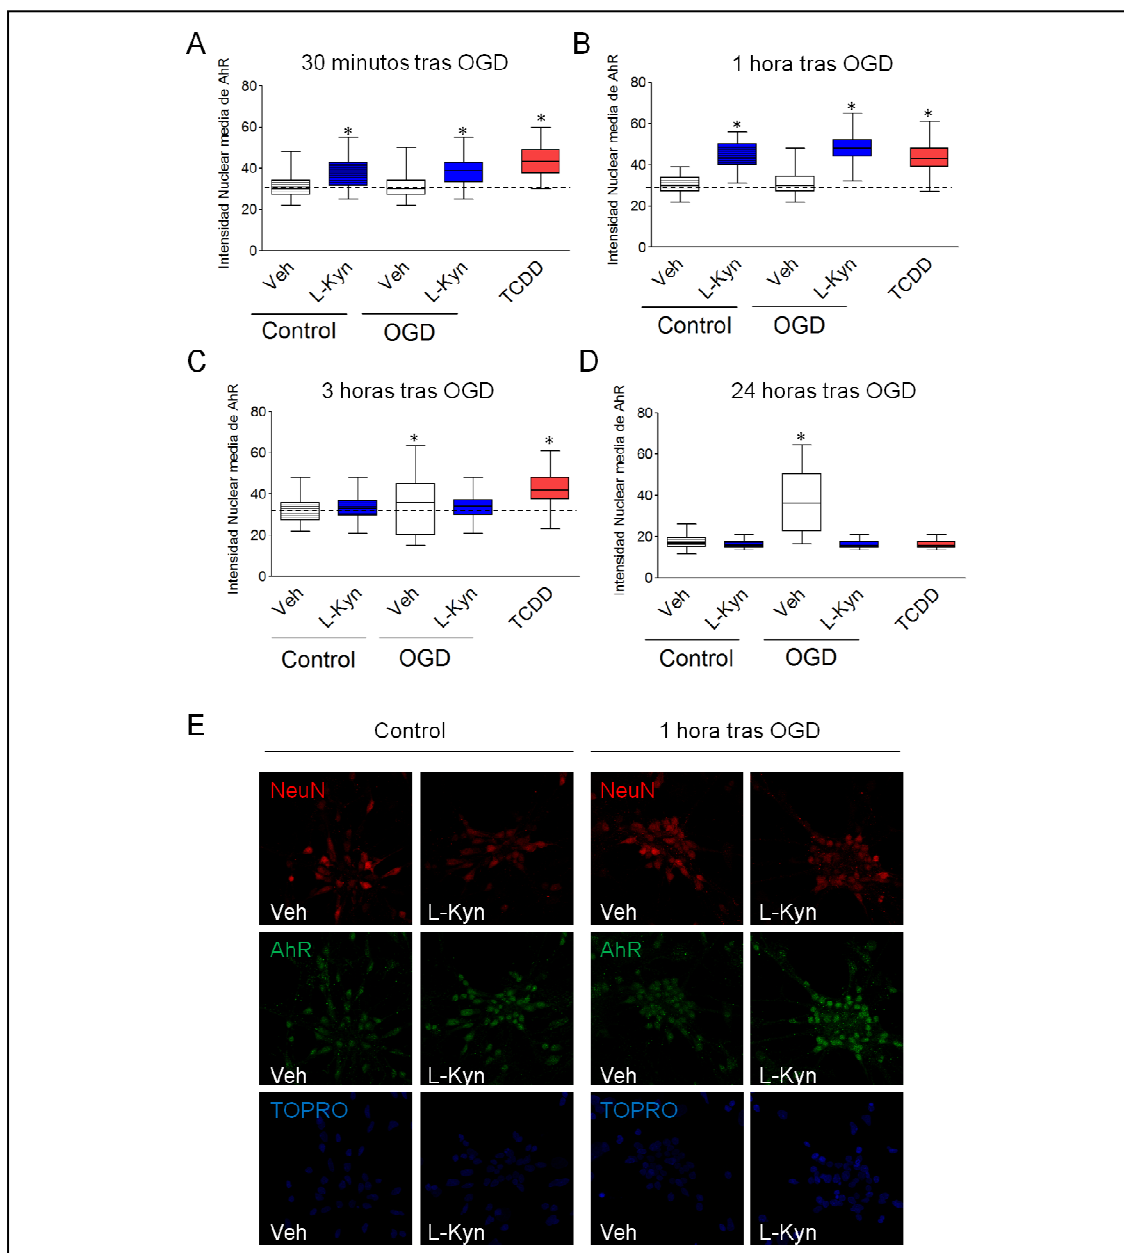 A
30 minutos tras OGD
Intensidad Nuclear media de AhR
80
60
40
20
0
*
*
*
Veh
L-Kyn
Veh
L-Kyn
TCDD
Control
OGD
B
1 hora tras OGD
Intensidad Nuclear media de AhR
80
60
40
20
0
*
*
*
Veh
L-Kyn
Veh
L-Kyn
TCDD
Control
OGD
C
3 horas tras OGD
Intensidad Nuclear media de AhR
80
60
40
20
0
*
*
Veh
L-Kyn
Veh
L-Kyn
TCDD
Control
OGD
D
24 horas tras OGD
Intensidad Nuclear media de AhR
80
60
40
20
0
*
Veh
L-Kyn
Veh
L-Kyn
TCDD
Control
OGD
E
Control
1 hora tras OGD
NeuN
NeuN
Veh
L-Kyn
Veh
L-Kyn
AhR
AhR
Veh
L-Kyn
Veh
L-Kyn
TOPRO
TOPRO
Veh
L-Kyn
Veh
L-Kyn